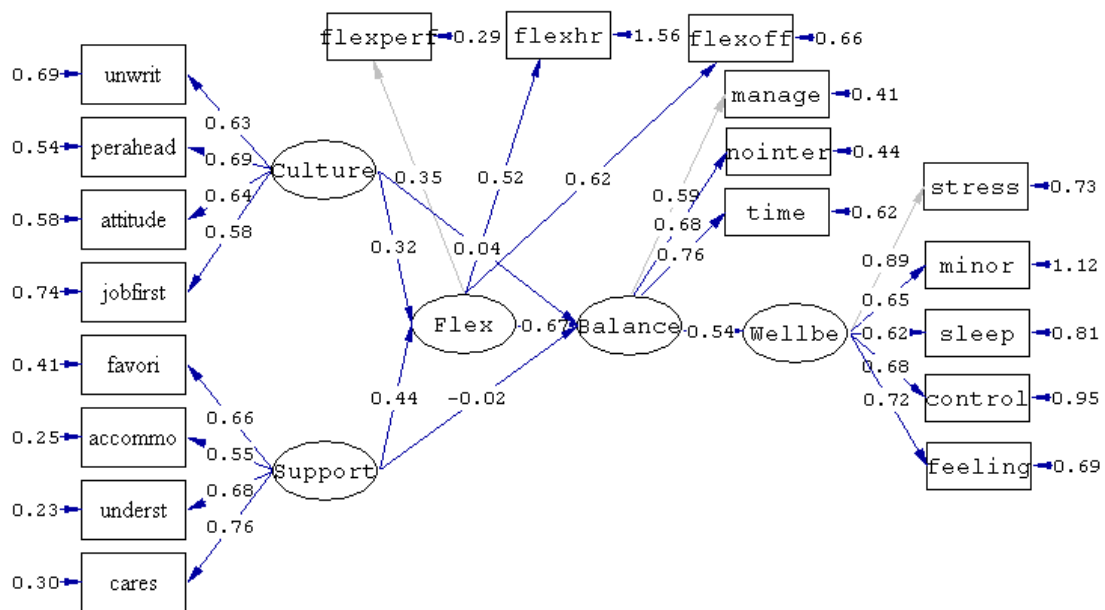 flexperf 0.29 flexhr 1.56 flexoff 0.66
0.69 unwrit
manage 0.41
0.63
0.54 perahead
nointer 0.44
0.69
Culture 0.35 0.52 0.62
stress 0.73
0.64
0.59
0.58 attitude
time 0.62
0.68
0.58
0.32 0.04
0.76
0.89
minor 1.12
0.74 jobfirst
0.65
Flex 0.67 Balance 0.54 Wellbe
0.62 sleep 0.81
0.41 favori
0.68
0.44 -0.02
0.72
control 0.95
0.66
0.25 accommo
0.55
Support
feeling 0.69
0.68
0.23 underst
0.76
0.30 cares